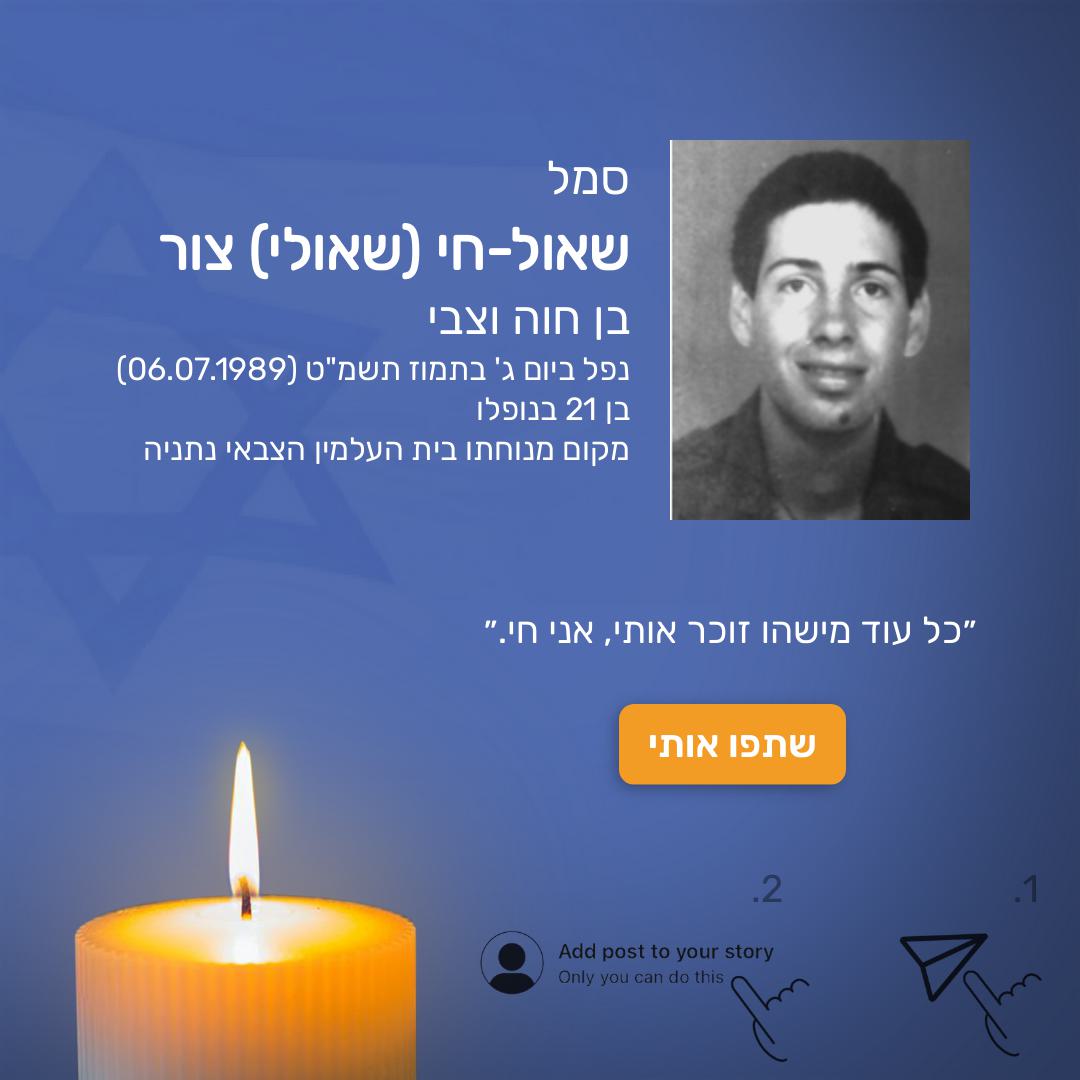 סמל
שאול-חי (שאולי) צור
בן חוה וצבי
נפל ביום ג' בתמוז תשמ"ט (06.07.1989)
בן 21 בנופלו
מקום מנוחתו בית העלמין הצבאי נתניה
״כל עוד מישהו זוכר אותי, אני חי.״
שתפו אותי
1.
2.
Add post to your story
Only you can do this